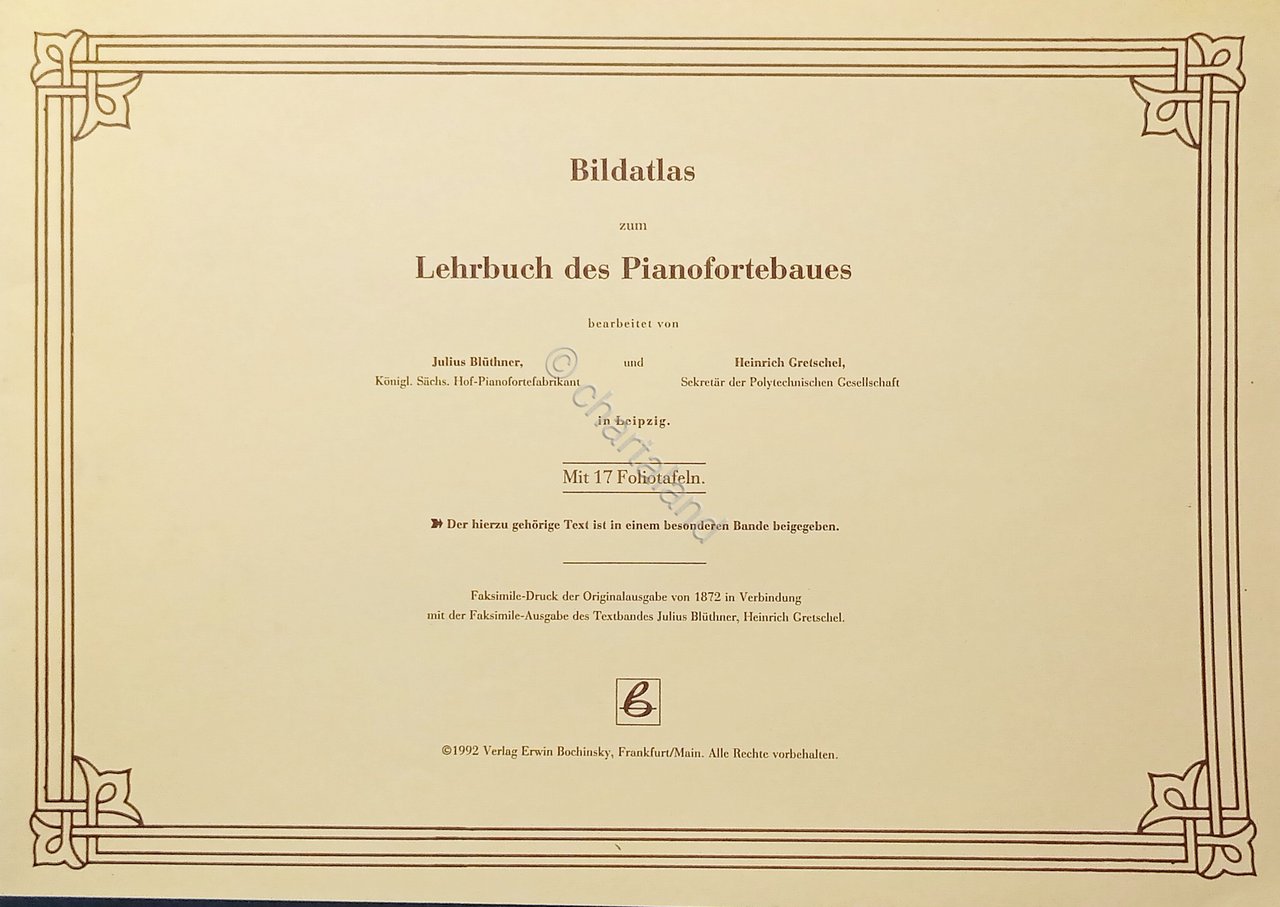 Bildatlas
zum
Lehrbuch des Pianofortebaues
bearbeitet von
Julius Blüthner, und Heinrich Gretschel,
Königl. Sächs. Hof-Pianofortefabrikant Sekretär der Polytechnischen Gesellschaft
in Leipzig.
Mit 17 Foliotafeln.
Der hierzu gehörige Text ist in einem besonderen Bande beigegeben.
Faksimile-Druck der Originalausgabe von 1872 in Verbindung
mit der Faksimile-Ausgabe des Textbandes Julius Blüthner, Heinrich Gretschel.
b
©1992 Verlag Erwin Bochinsky, Frankfurt/Main. Alle Rechte vorbehalten.
© chartaland